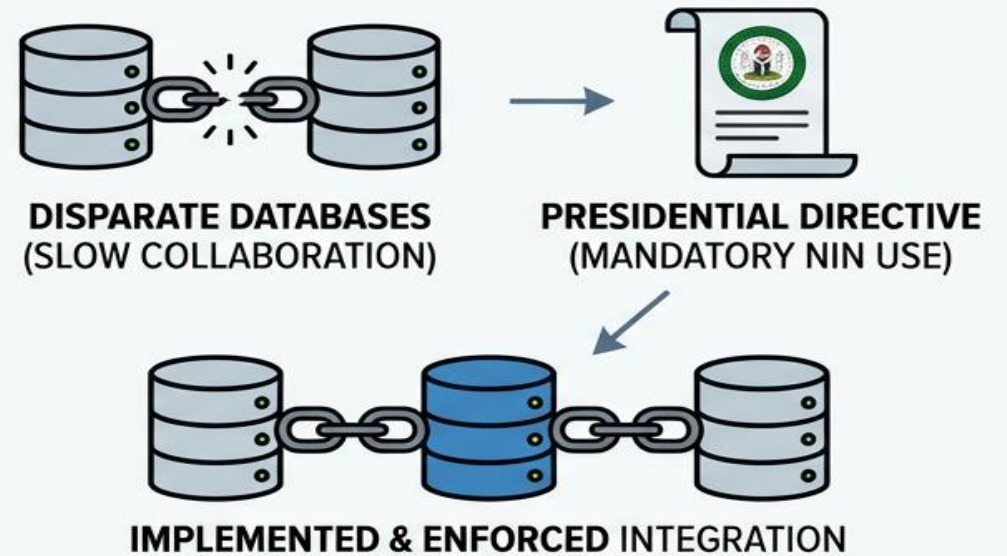 DISPARATE DATABASES
(SLOW COLLABORATION)
PRESIDENTIAL DIRECTIVE
(MANDATORY NIN USE)
IMPLEMENTED & ENFORCED INTEGRATION